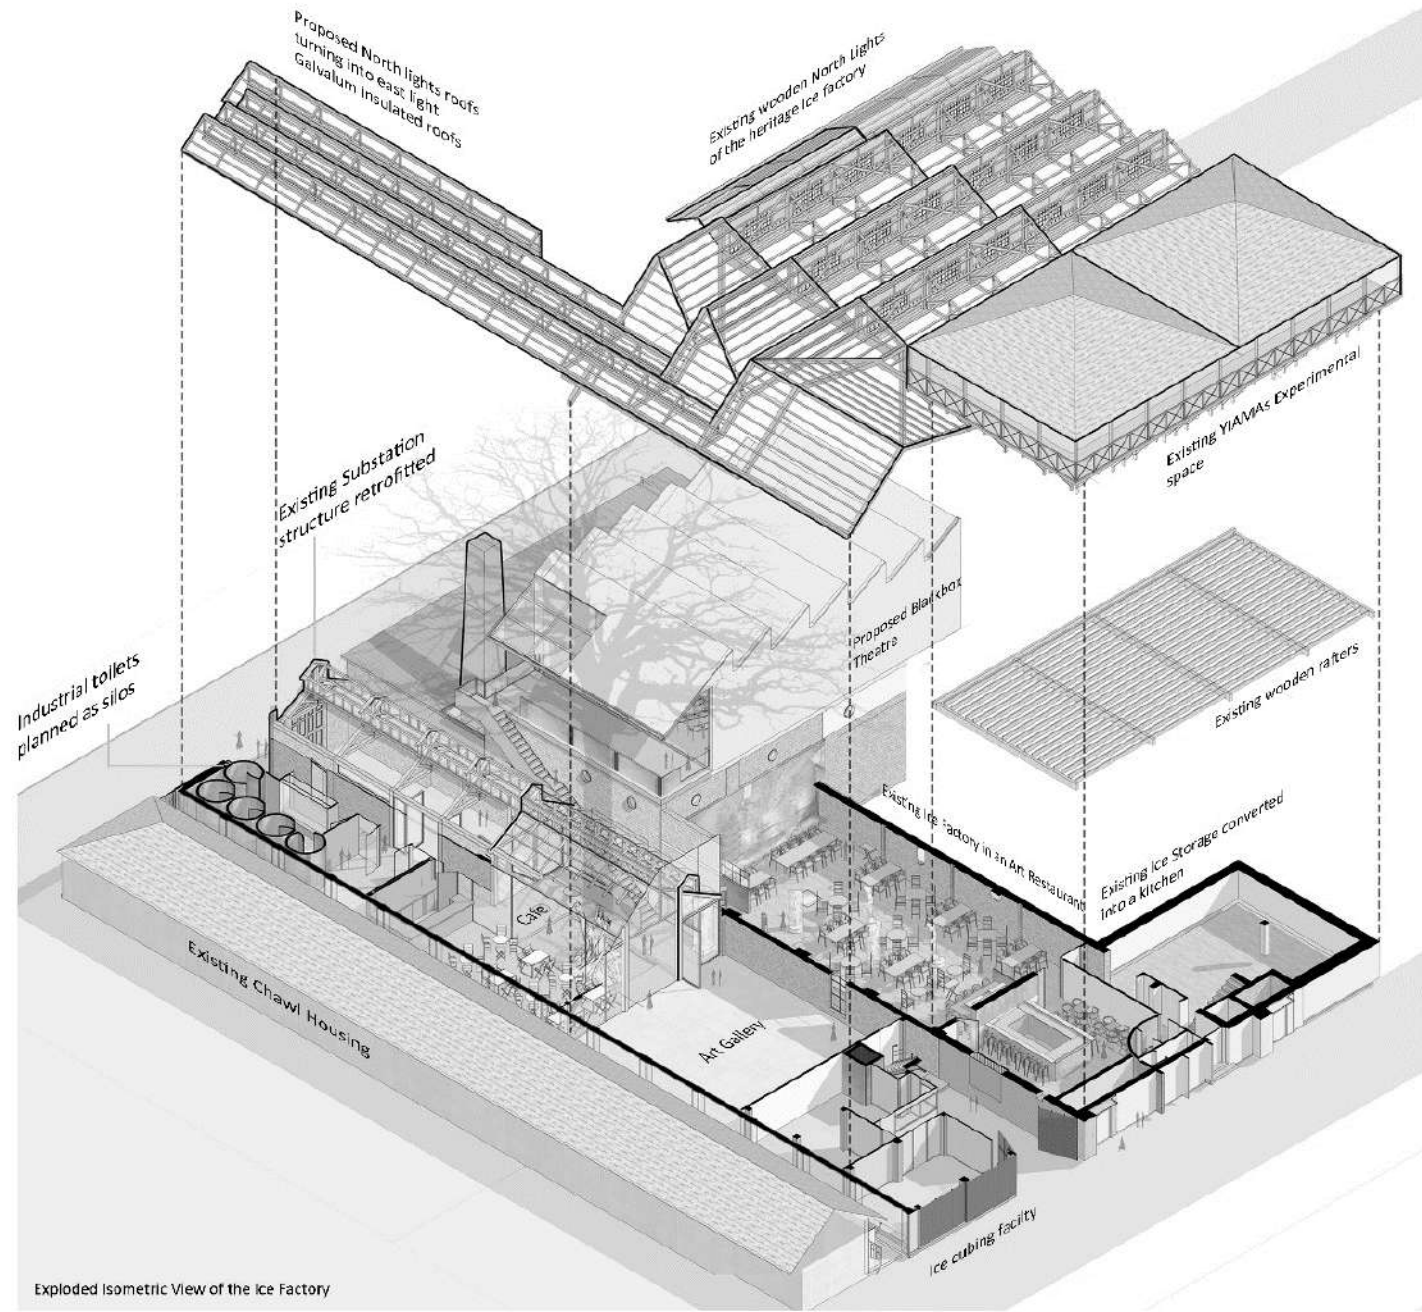 Proposed North lights roofs
turning into east light
Galvalum insulated roofs
Existing wooden North Lights
of the heritage Ice factory
Existing YIAMAs Experimental
space
Existing Substation
structure retrofitted
Proposed Blackbox
Theatre
Existing wooden rafters
Industrial toilets
planned as silos
Existing Ice Factory in an Art Restaurant
Existing Ice Storage converted
into a kitchen
Cafe
Existing Chawl Housing
Art Gallery
Ice cubing facilty
Exploded Isometric View of the Ice Factory